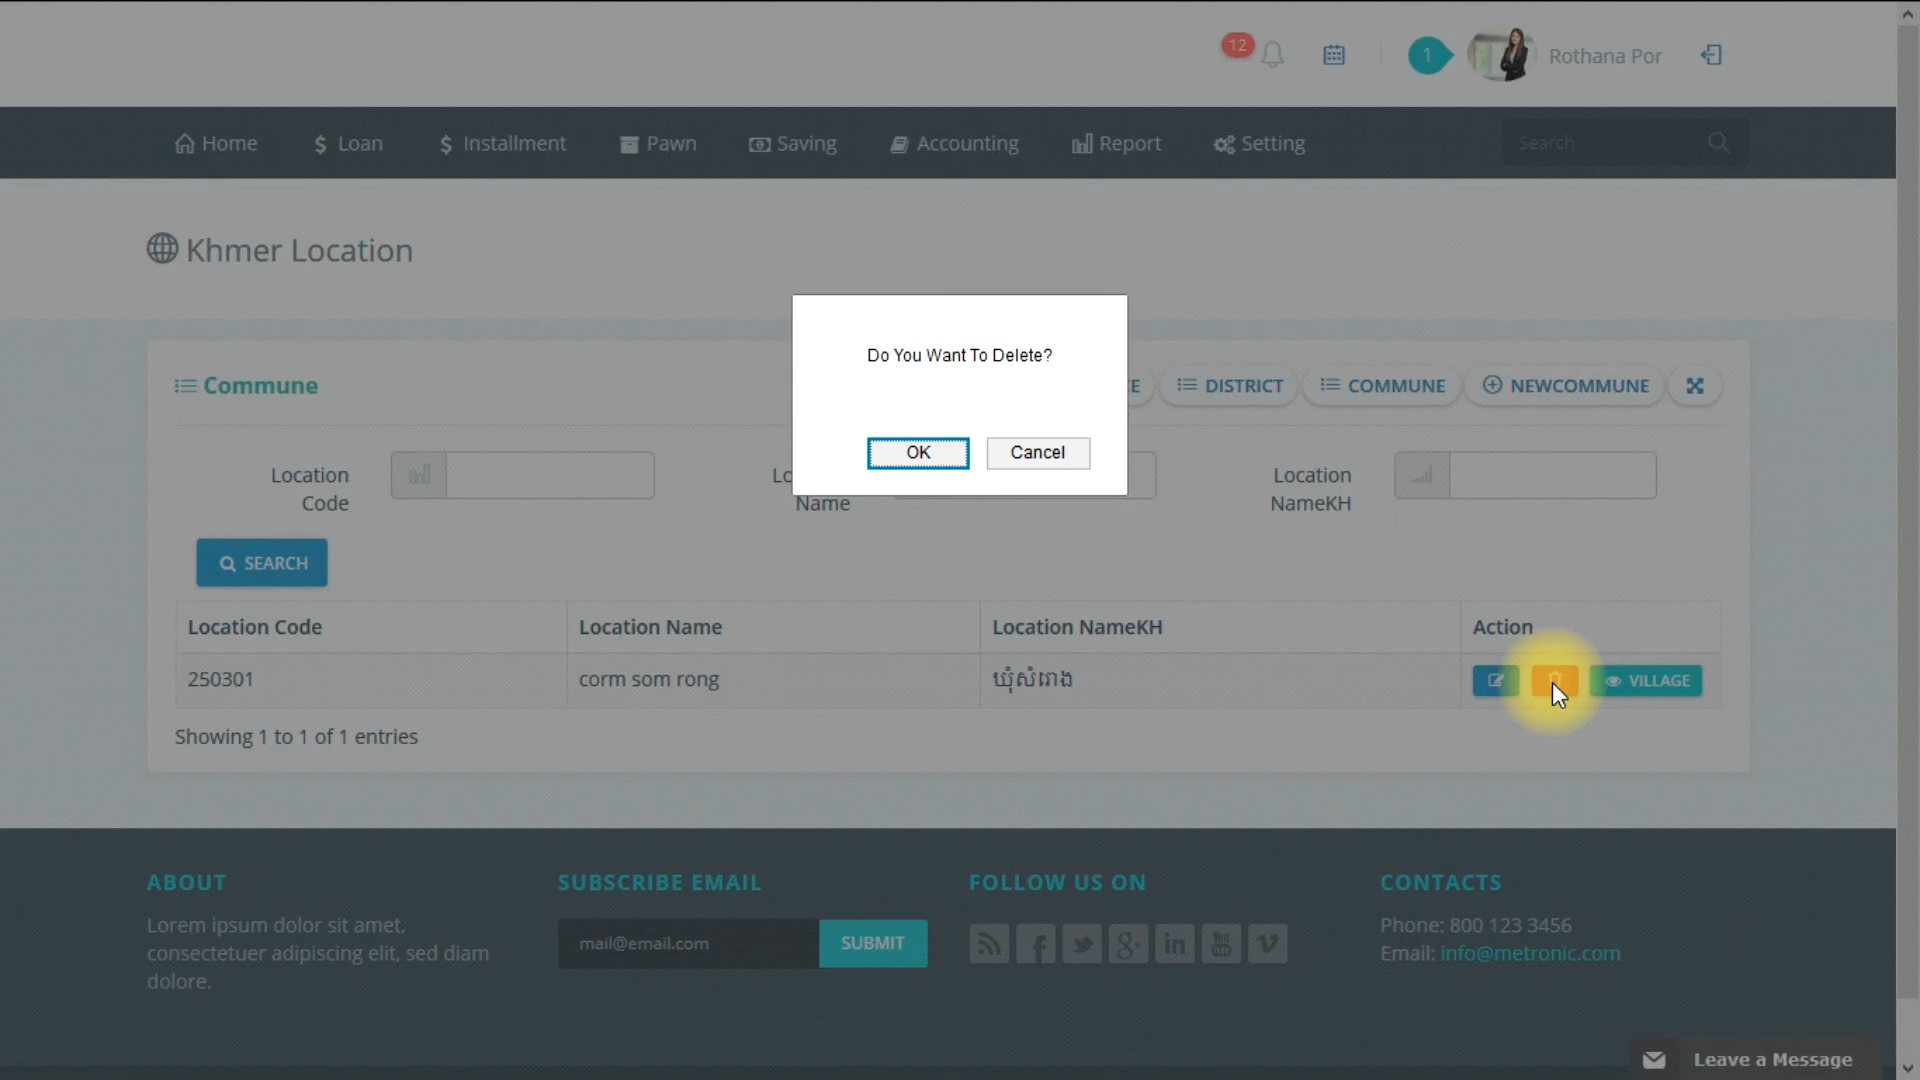 12
1
Rothana Por
Home
Loan
Installment
Pawn
Saving
Accounting
Report
Setting
Search
Khmer Location
Do You Want To Delete?
OK
Cancel
Commune
DISTRICT
COMMUNE
NEWCOMMUNE
Location
Code
Name
Location
NameKH
SEARCH
Location Code
Location Name
Location NameKH
Action
250301
corm som rong
ឃុំសំរោង
VILLAGE
Showing 1 to 1 of 1 entries
ABOUT
Lorem ipsum dolor sit amet,
consectetuer adipiscing elit, sed diam
dolore.
SUBSCRIBE EMAIL
mail@email.com
SUBMIT
FOLLOW US ON
CONTACTS
Phone: 800 123 3456
Email: info@metronic.com
Leave a Message